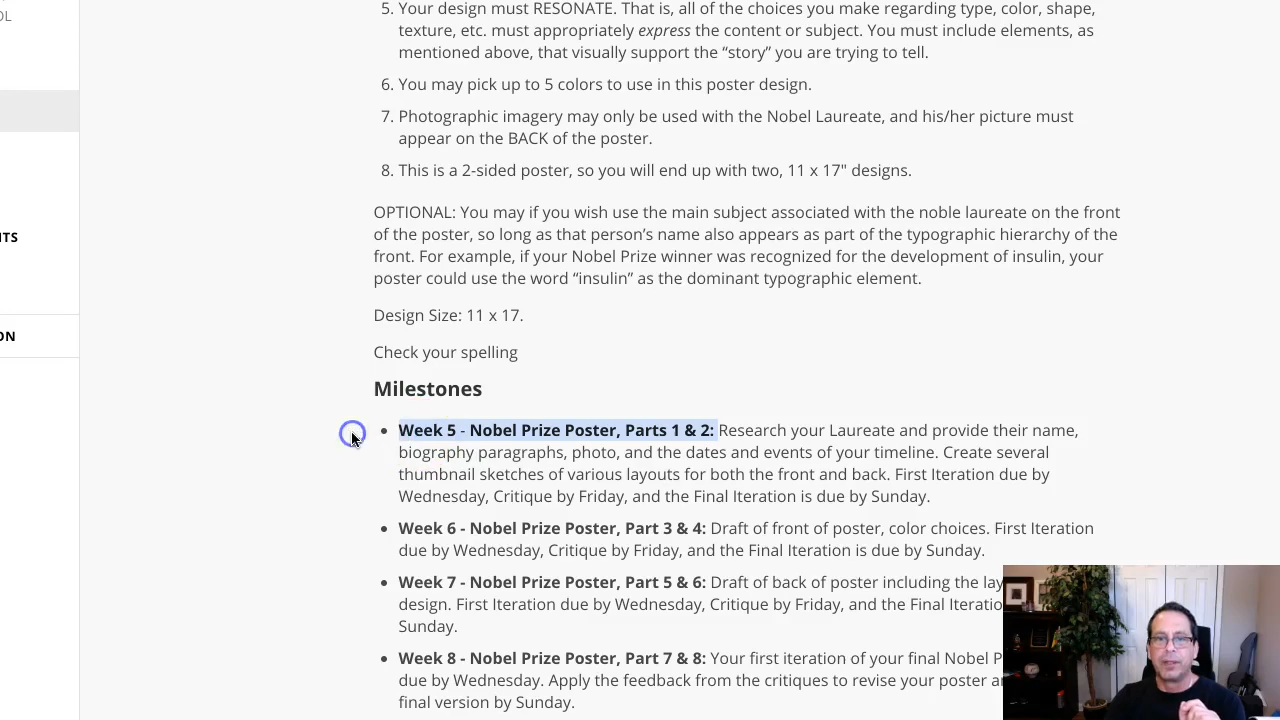 OL
5. Your design must RESONATE. That is, all of the choices you make regarding type, color, shape,
texture, etc. must appropriately express the content or subject. You must include elements, as
mentioned above, that visually support the “story” you are trying to tell.
6. You may pick up to 5 colors to use in this poster design.
7. Photographic imagery may only be used with the Nobel Laureate, and his/her picture must
appear on the BACK of the poster.
8. This is a 2-sided poster, so you will end up with two, 11 x 17" designs.
OPTIONAL: You may if you wish use the main subject associated with the noble laureate on the front
of the poster, so long as that person’s name also appears as part of the typographic hierarchy of the
front. For example, if your Nobel Prize winner was recognized for the development of insulin, your
poster could use the word “insulin” as the dominant typographic element.
Design Size: 11 x 17.
Check your spelling
Milestones
• Week 5 - Nobel Prize Poster, Parts 1 & 2: Research your Laureate and provide their name,
biography paragraphs, photo, and the dates and events of your timeline. Create several
thumbnail sketches of various layouts for both the front and back. First Iteration due by
Wednesday, Critique by Friday, and the Final Iteration is due by Sunday.
• Week 6 - Nobel Prize Poster, Part 3 & 4: Draft of front of poster, color choices. First Iteration
due by Wednesday, Critique by Friday, and the Final Iteration is due by Sunday.
• Week 7 - Nobel Prize Poster, Part 5 & 6: Draft of back of poster including the lay
design. First Iteration due by Wednesday, Critique by Friday, and the Final Iteratio
Sunday.
• Week 8 - Nobel Prize Poster, Part 7 & 8: Your first iteration of your final Nobel P
due by Wednesday. Apply the feedback from the critiques to revise your poster a
final version by Sunday.
NTS
ON